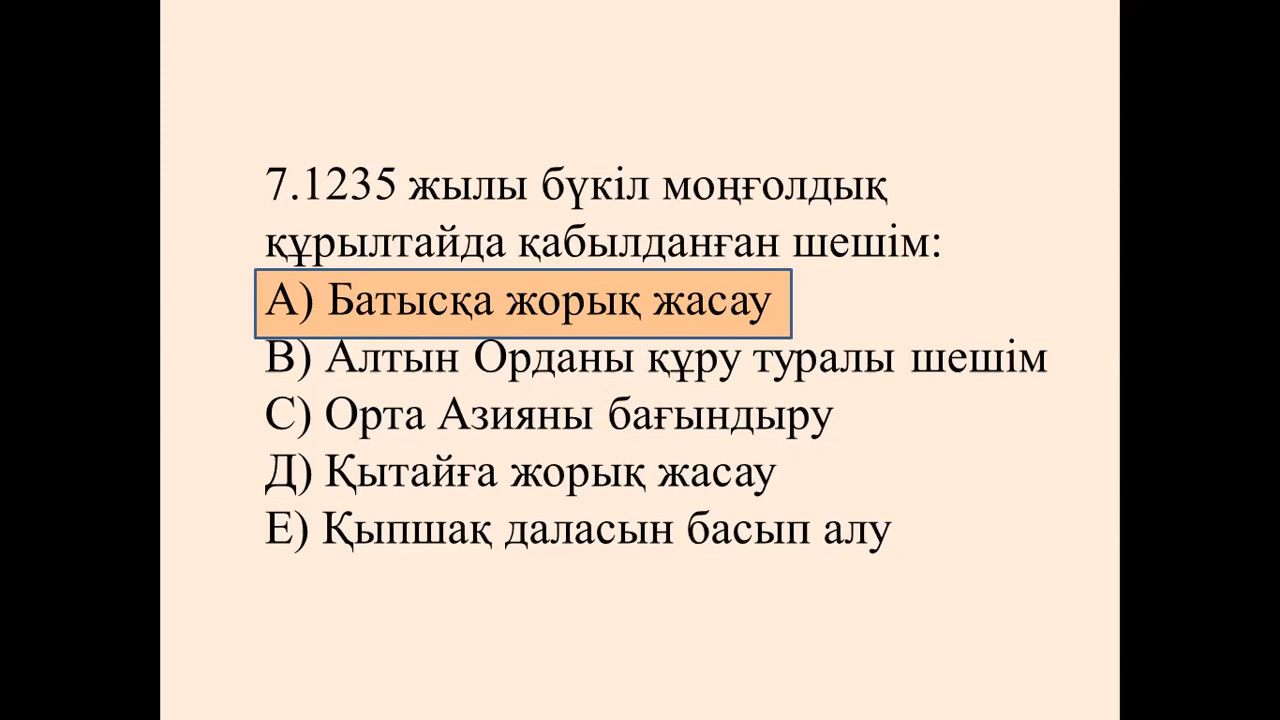 7.1235 жылы бүкіл моңғолдық
құрылтайда қабылданған шешім:
А) Батысқа жорық жасау
В) Алтын Орданы құру туралы шешім
С) Орта Азияны бағындыру
Д) Қытайға жорық жасау
Е) Қыпшақ даласын басып алу